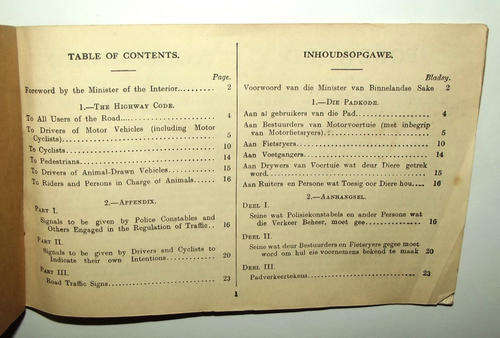 TABLE OF CONTENTS.
Page.
Foreword by the Minister of the Interior 2
1.—THE HIGHWAY CODE.
To All Users of the Road 4
To Drivers of Motor Vehicles (including Motor
Cyclists) 5
To Cyclists 10
To Pedestrians 14
To Drivers of Animal-Drawn Vehicles 15
To Riders and Persons in Charge of Animals 16
2.—APPENDIX.
PART I.
Signals to be given by Police Constables and
Others Engaged in the Regulation of Traffic 16
PART II.
Signals to be given by Drivers and Cyclists to
Indicate their own Intentions 20
PART III.
Road Traffic Signs 23
INHOUDSOPGAWE.
Bladsy.
Voorwoord van die Minister van Binnelandse Sake 2
1.—DIE PADKODE.
Aan al gebruikers van die Pad 4
Aan Bestuurders van Motorvoertuie (met inbegrip
van Motorfietsryers) 5
Aan Fietsryers 10
Aan Voetgangers 14
Aan Drywers van Voertuie wat deur Diere getrek
word 15
Aan Ruiters en Persone wat Toesig oor Diere hou 16
2.—AANHANGSEL.
DEEL I.
Seine wat Polisiekonstabels en ander Persone wat
die Verkeer Beheer, moet gee 16
DEEL II.
Seine wat deur Bestuurders en Fietsryers gegee moet
word om hul eie voornemens bekend te maak 20
DEEL III.
Padverkeertekens 23
1